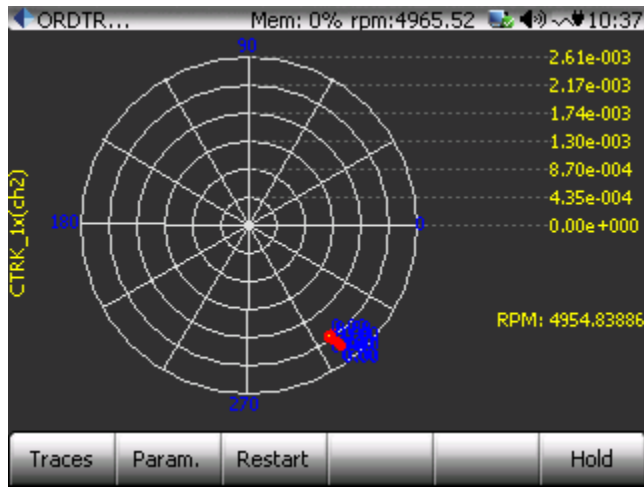 ORDTR... Mem: 0% rpm:4965.52 10:37
90
2.61e-003
2.17e-003
1.74e-003
1.30e-003
8.70e-004
4.35e-004
180 0 0.00e+000
CTRK_1x(ch2)
RPM: 4954.83886
270
Traces Param. Restart Hold